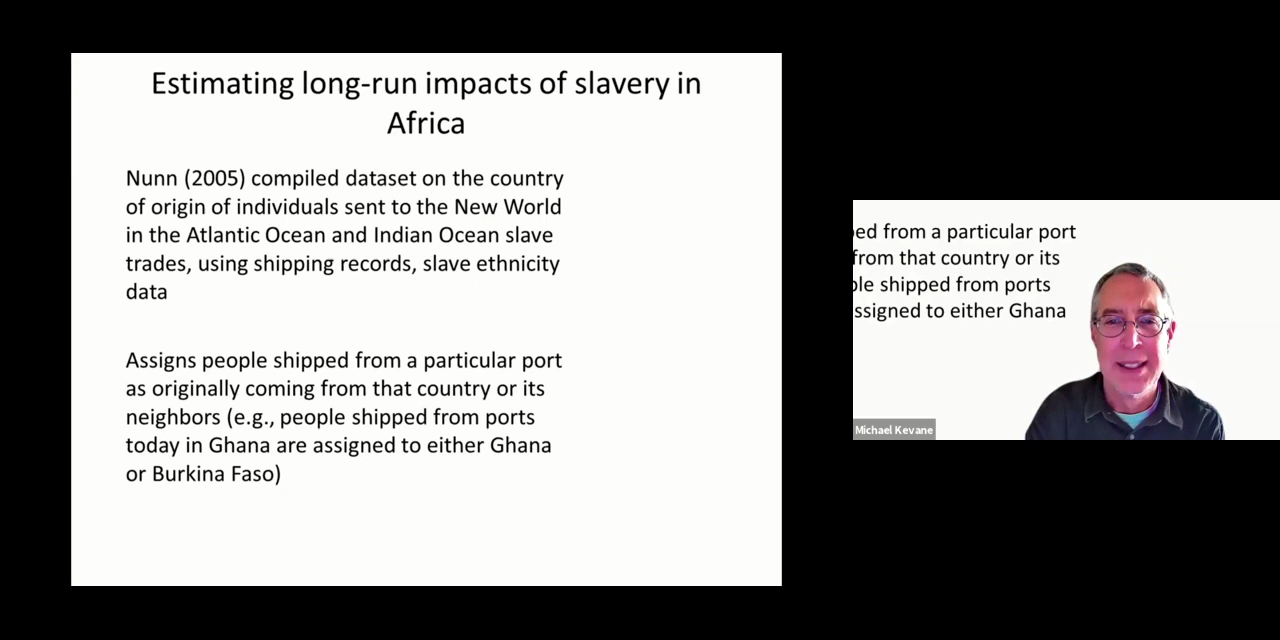 Estimating long-run impacts of slavery in
Africa
Nunn (2005) compiled dataset on the country
of origin of individuals sent to the New World
in the Atlantic Ocean and Indian Ocean slave
trades, using shipping records, slave ethnicity
data
Assigns people shipped from a particular port
as originally coming from that country or its
neighbors (e.g., people shipped from ports
today in Ghana are assigned to either Ghana
or Burkina Faso)
ped from a particular port
from that country or its
ple shipped from ports
ssigned to either Ghana
Michael Kevane